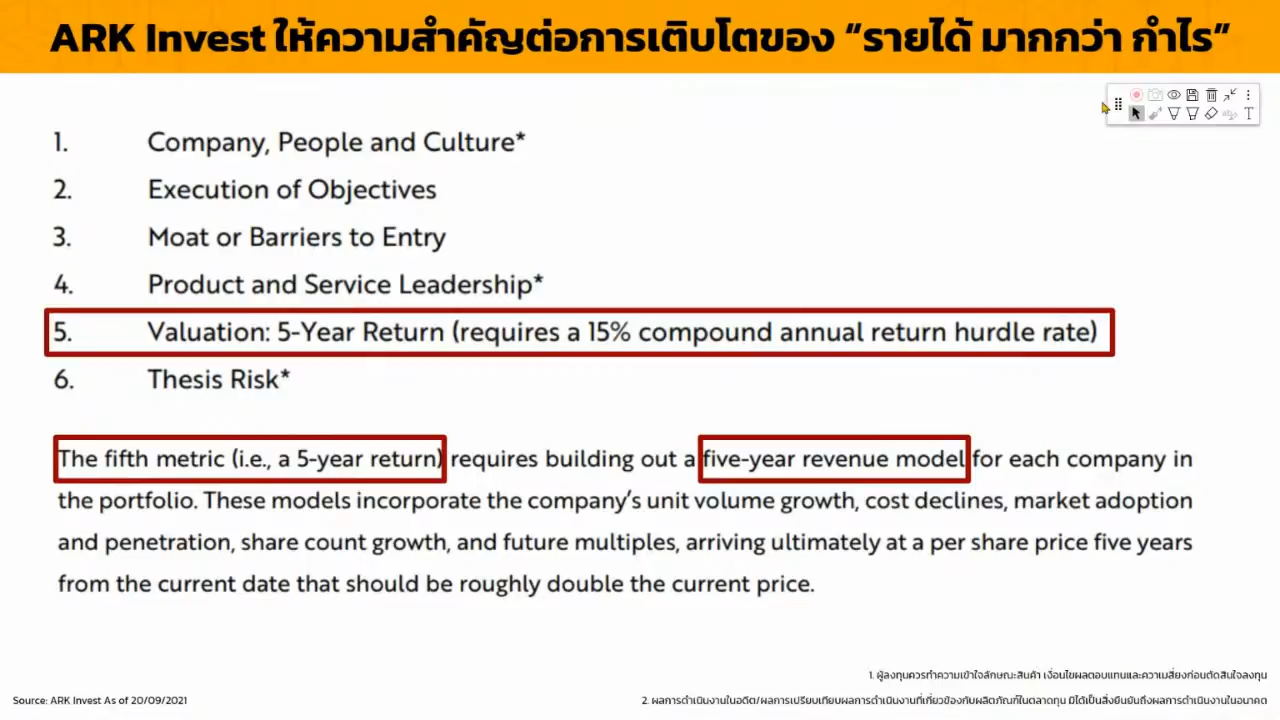 ARK Invest ให้ความสำคัญต่อการเติบโตของ “รายได้ มากกว่า กำไร”
1. Company, People and Culture*
2. Execution of Objectives
3. Moat or Barriers to Entry
4. Product and Service Leadership*
5. Valuation: 5-Year Return (requires a 15% compound annual return hurdle rate)
6. Thesis Risk*
The fifth metric (i.e., a 5-year return) requires building out a five-year revenue model for each company in
the portfolio. These models incorporate the company’s unit volume growth, cost declines, market adoption
and penetration, share count growth, and future multiples, arriving ultimately at a per share price five years
from the current date that should be roughly double the current price.
1. ผู้ลงทุนควรทำความเข้าใจลักษณะสินค้า เงื่อนไขผลตอบแทนและความเสี่ยงก่อนตัดสินใจลงทุน
Source: ARK Invest As of 20/09/2021
2. ผลการดำเนินงานในอดีต/ผลการเปรียบเทียบผลการดำเนินงานที่เกี่ยวข้องกับผลิตภัณฑ์ในตลาดทุน มิได้เป็นสิ่งยืนยันถึงผลการดำเนินงานในอนาคต